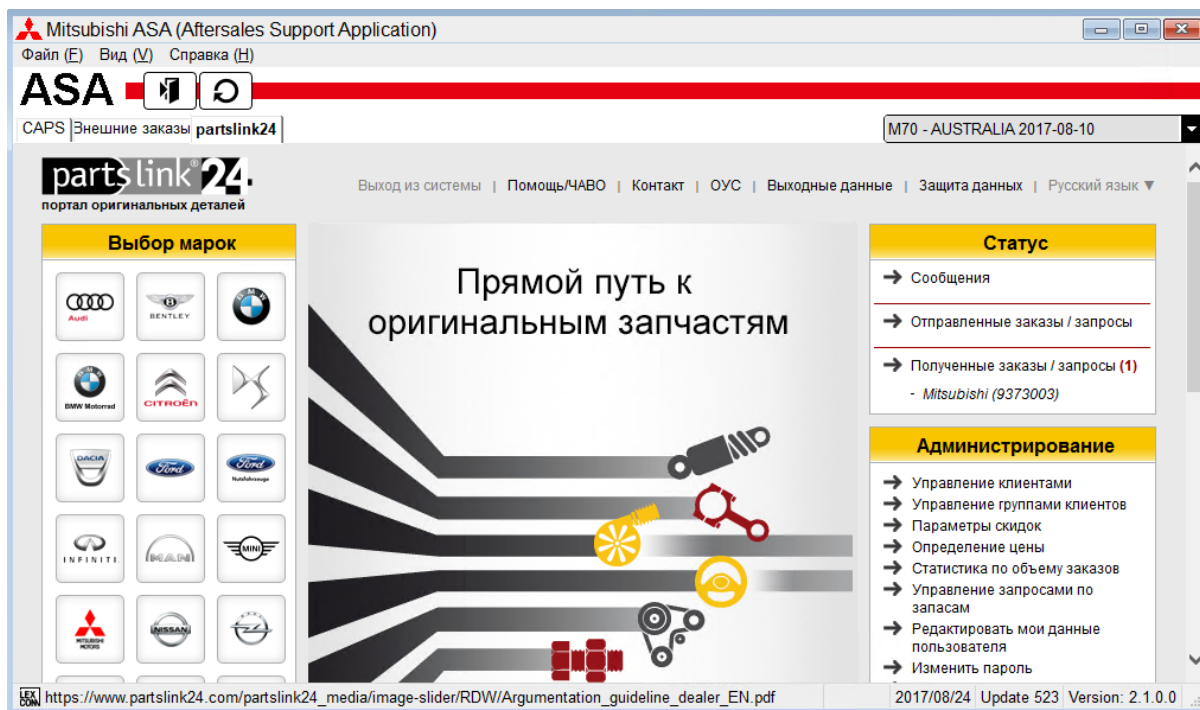 Mitsubishi ASA (Aftersales Support Application)
Файл (F) Вид (V) Справка (H)
ASA
CAPS Внешние заказы partslink24
M70 - AUSTRALIA 2017-08-10
partslink®24
портал оригинальных деталей
Выход из системы | Помощь/ЧАВО | Контакт | ОУС | Выходные данные | Защита данных | Русский язык ▼
Выбор марок
Audi
BENTLEY
BMW
BMW Motorrad
CITROËN
DACIA
Ford
Ford
Nutzfahrzeuge
INFINITI
MAN
MINI
MITSUBISHI
MOTORS
NISSAN
Прямой путь к
оригинальным запчастям
Статус
Сообщения
Отправленные заказы / запросы
Полученные заказы / запросы (1)
- Mitsubishi (9373003)
Администрирование
Управление клиентами
Управление группами клиентов
Параметры скидок
Определение цены
Статистика по объему заказов
Управление запросами по
запасам
Редактировать мои данные
пользователя
Изменить пароль
LEX
COM
https://www.partslink24.com/partslink24_media/image-slider/RDW/Argumentation_guideline_dealer_EN.pdf
2017/08/24 Update 523 Version: 2.1.0.0